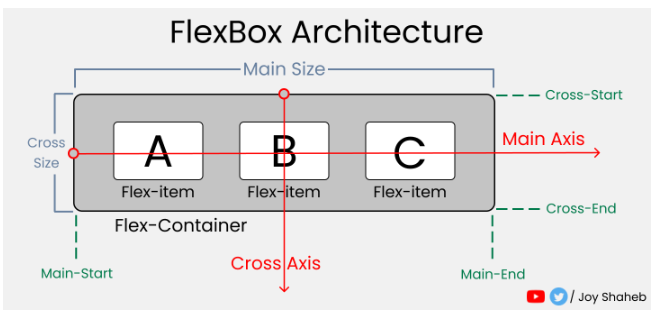 FlexBox Architecture
Main Size
Cross-Start
Cross
Size
A
B
C
Main Axis
Flex-item
Flex-item
Flex-item
Cross-End
Flex-Container
Cross Axis
Main-Start
Main-End
/ Joy Shaheb